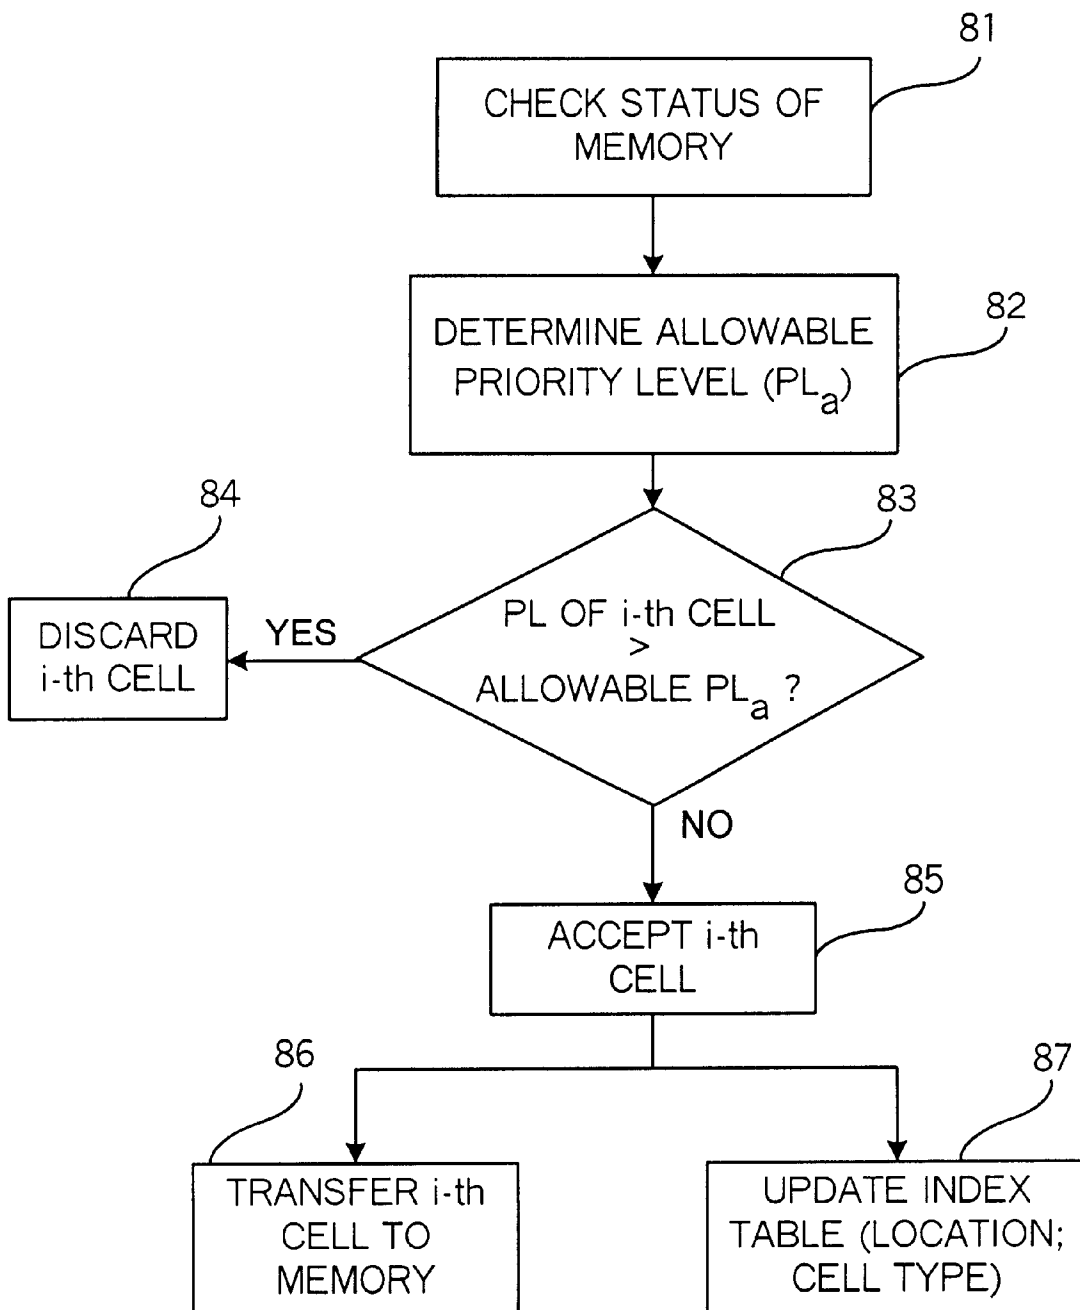 81
CHECK STATUS OF
MEMORY
82
DETERMINE ALLOWABLE
PRIORITY LEVEL (PLa)
83
84
PL OF i-th CELL
>
ALLOWABLE PLa ?
YES
DISCARD
i-th CELL
NO
85
ACCEPT i-th
CELL
86
87
TRANSFER i-th
CELL TO
MEMORY
UPDATE INDEX
TABLE (LOCATION;
CELL TYPE)